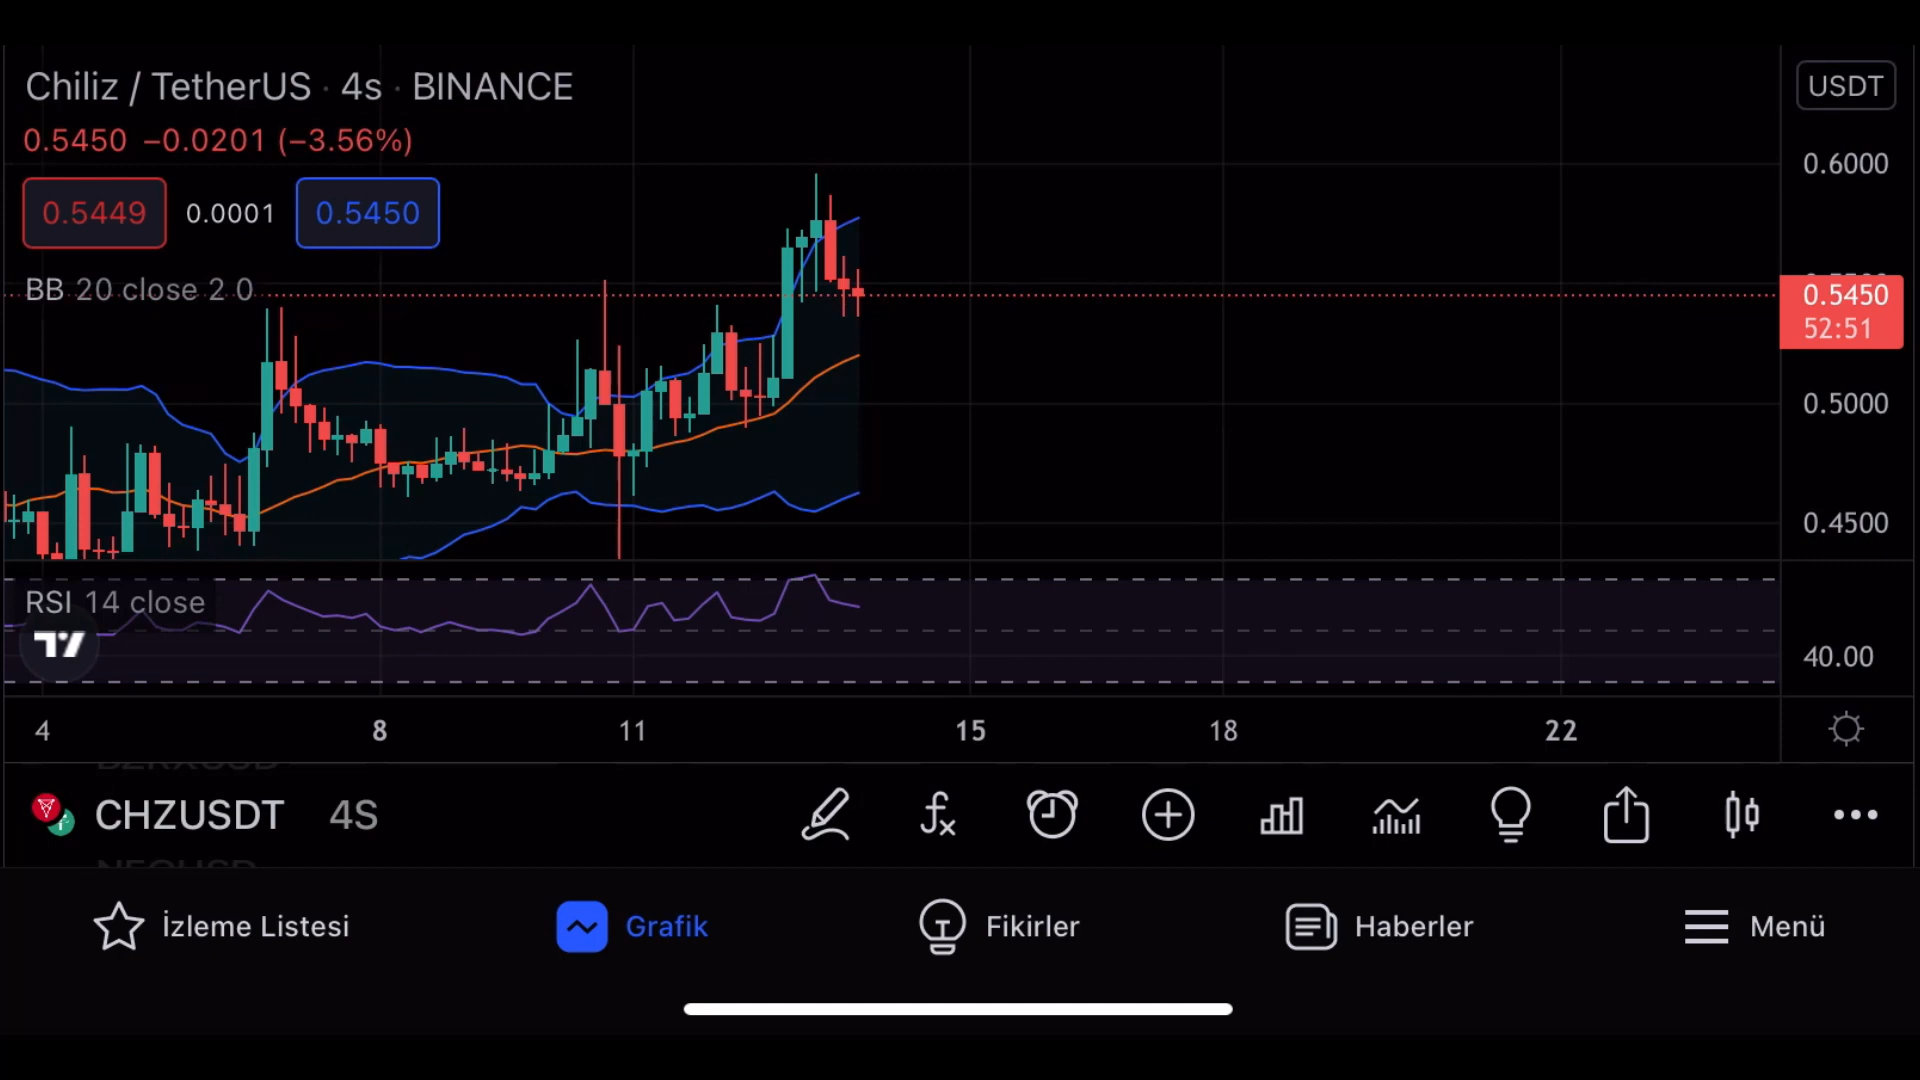 Chiliz / TetherUS · 4s · BINANCE
USDT
0.5450 −0.0201 (−3.56%)
0.6000
0.5449 0.0001 0.5450
BB 20 close 2 0
0.5450
52:51
0.5000
0.4500
RSI 14 close
40.00
4 8 11 15 18 22
CHZUSDT 4S
İzleme Listesi Grafik Fikirler Haberler Menü